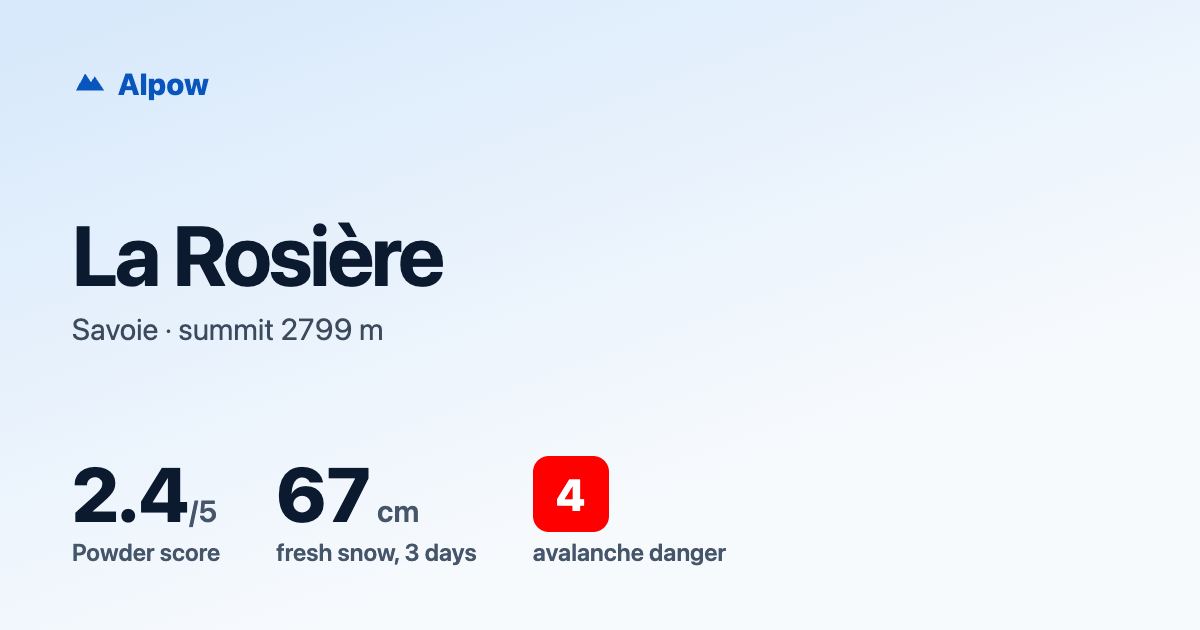 Alpow
La Rosière
Savoie · summit 2799 m
2.4/5 67 cm 4
Powder score fresh snow, 3 days avalanche danger